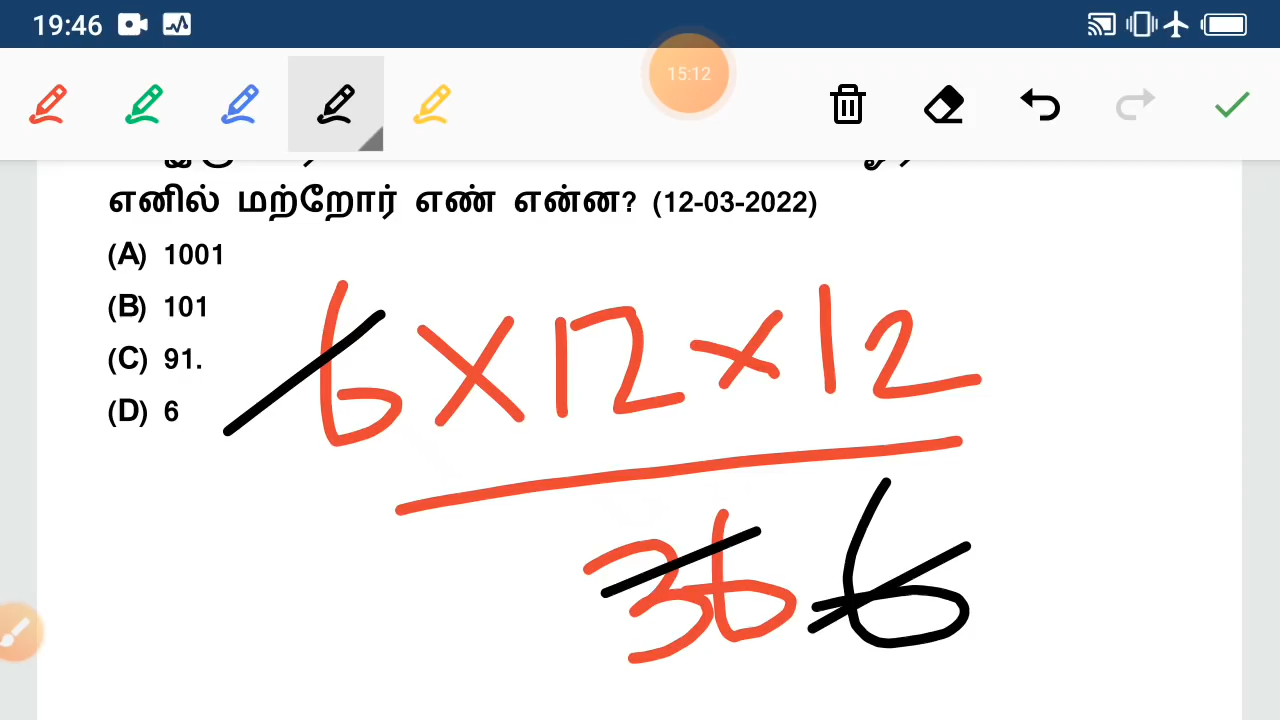 19:46
15:12
எனில் மற்றோர் எண் என்ன? (12-03-2022)
(A) 1001
(B) 101
(C) 91.
(D) 6
6 × 12 × 12
36 6